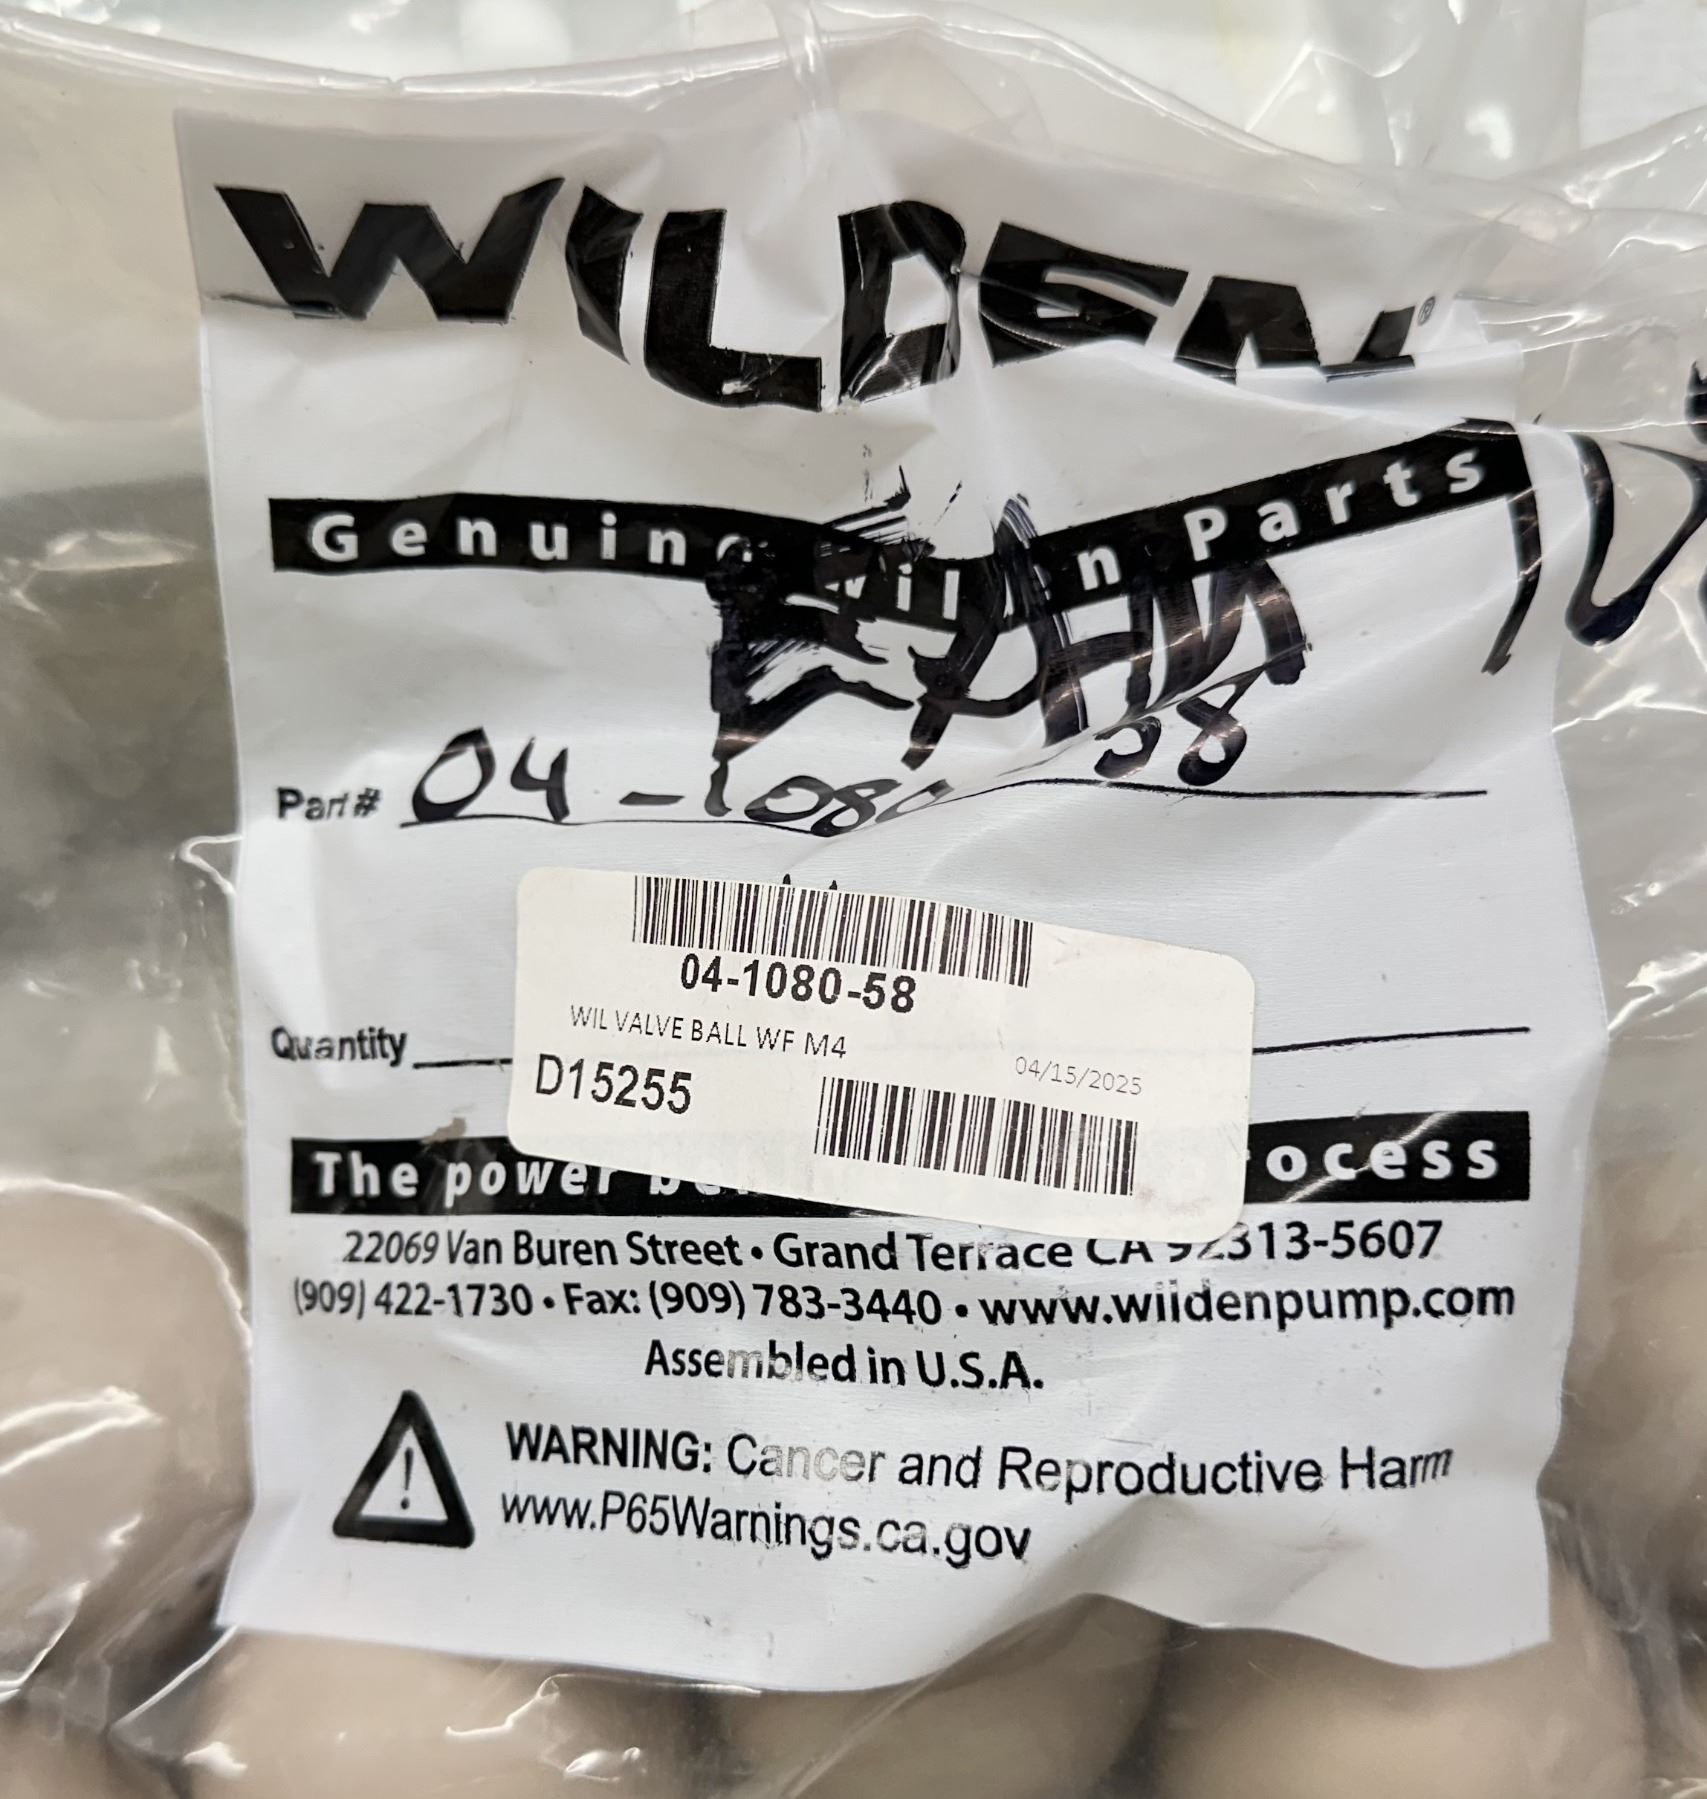 WILDEN®
Genuine Wilden Parts
Part# 04-1080 58
04-1080-58
WIL VALVE BALL WF M4
04/15/2025
Quantity
D15255
The power process
22069 Van Buren Street • Grand Terrace CA 92313-5607
(909) 422-1730 • Fax: (909) 783-3440 • www.wildenpump.com
Assembled in U.S.A.
WARNING: Cancer and Reproductive Harm
www.P65Warnings.ca.gov